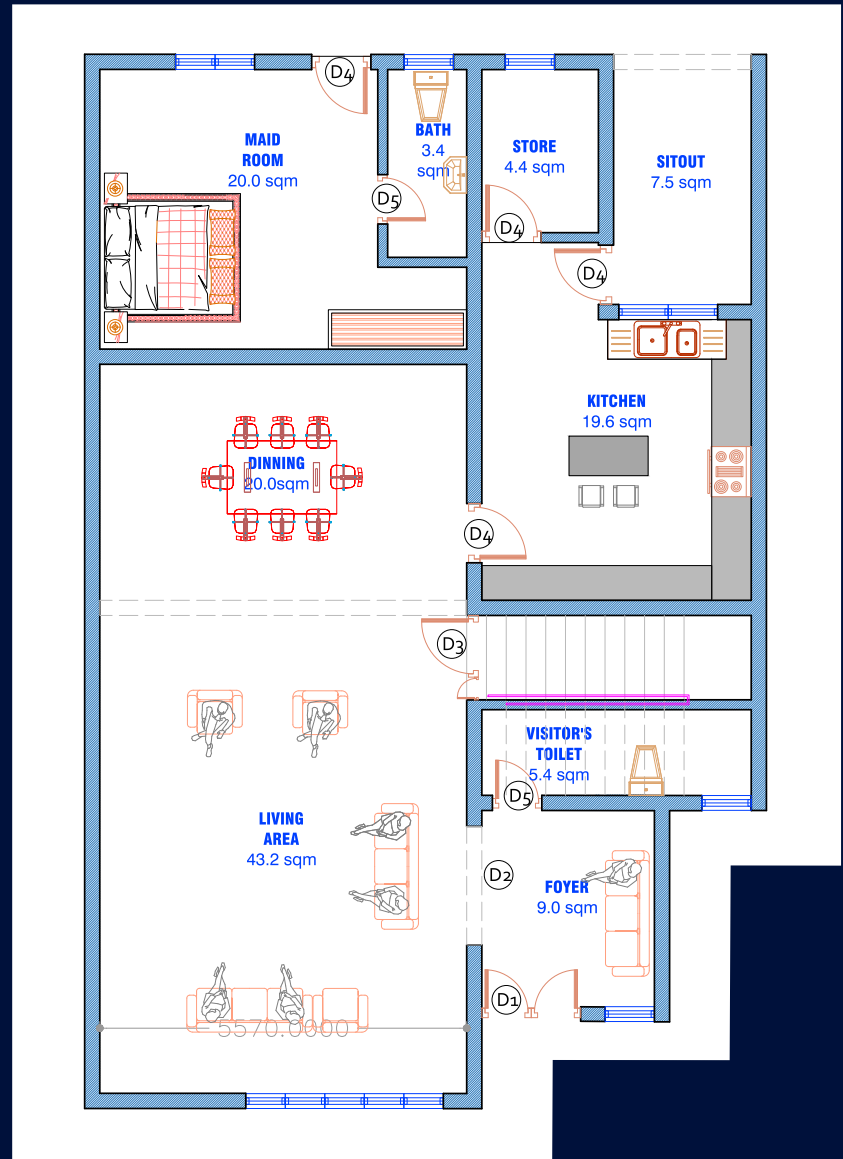 D4
MAID
ROOM
20.0 sqm
BATH
3.4
sqm
D5
STORE
4.4 sqm
D4
SITOUT
7.5 sqm
D4
KITCHEN
19.6 sqm
DINNING
20.0sqm
D4
D3
VISITOR'S
TOILET
5.4 sqm
D5
LIVING
AREA
43.2 sqm
D2
FOYER
9.0 sqm
D1
5570.0000